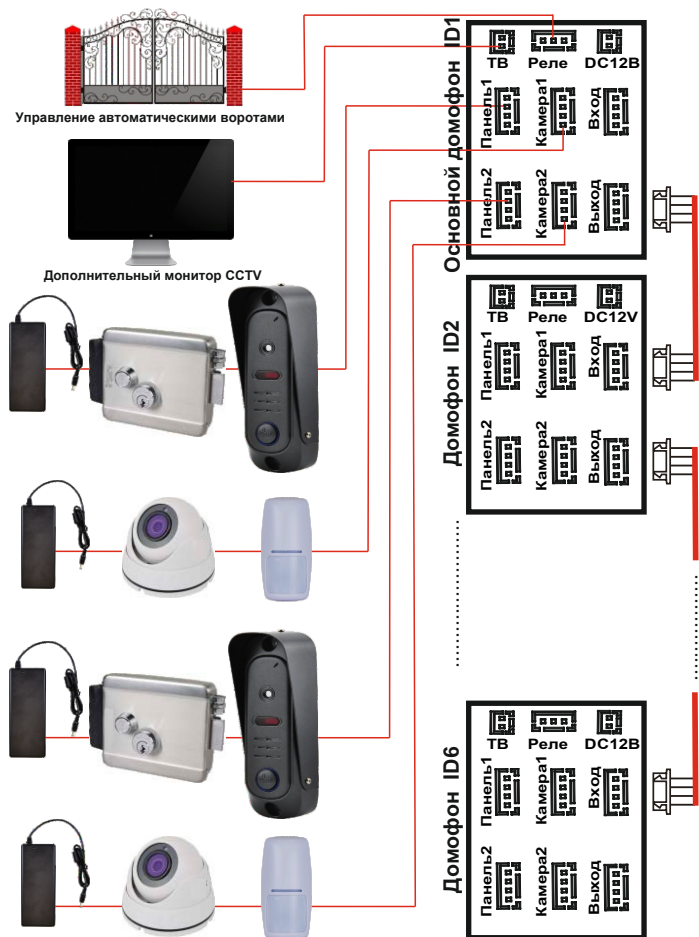 Управление автоматическими воротами
Дополнительный монитор CCTV
Основной домофон ID1
ТВ Реле DC12В
Панель1 Камера1 Вход
Панель2 Камера2 Выход
Домофон ID2
ТВ Реле DC12V
Панель1 Камера1 Вход
Панель2 Камера2 Выход
Домофон ID6
ТВ Реле DC12В
Панель1 Камера1 Вход
Панель2 Камера2 Выход